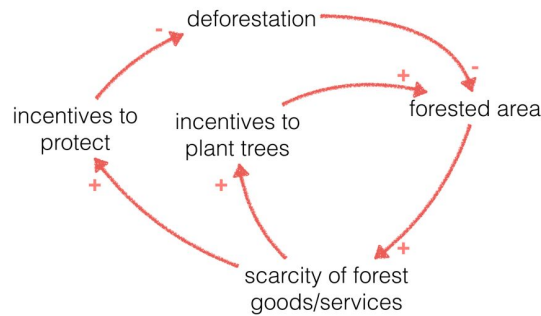 deforestation
-
-
+
forested area
incentives to
protect
incentives to
plant trees
+
+
+
scarcity of forest
goods/services